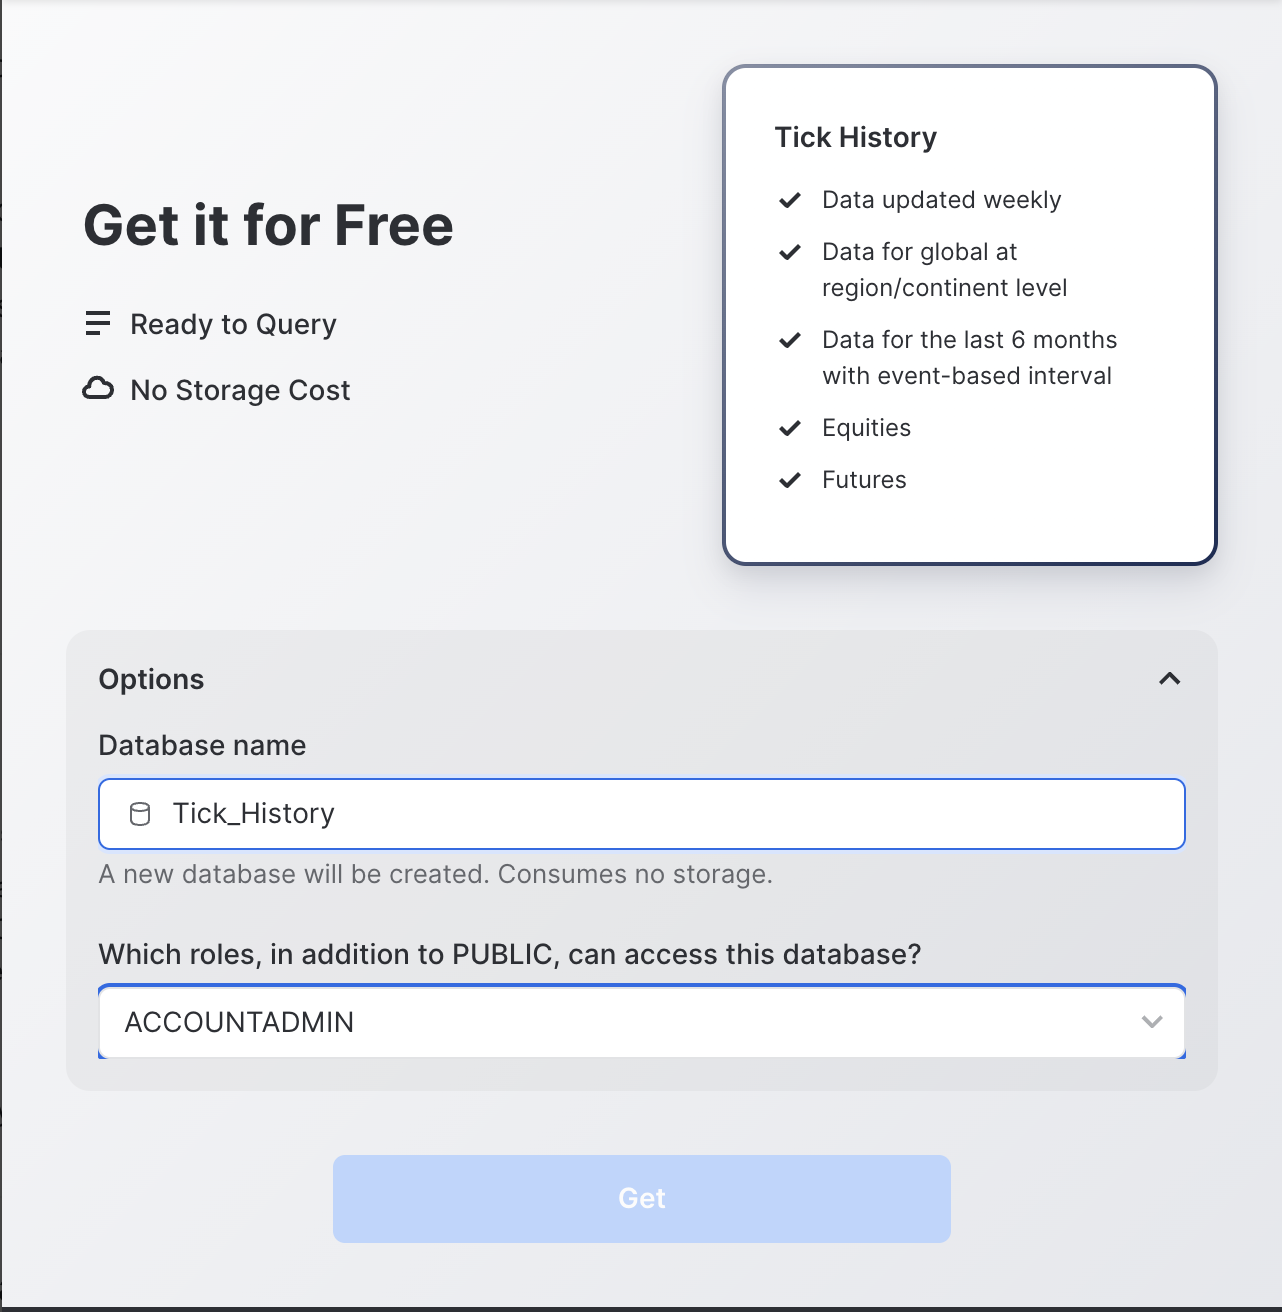 Get it for Free
Ready to Query
No Storage Cost
Tick History
Data updated weekly
Data for global at
region/continent level
Data for the last 6 months
with event-based interval
Equities
Futures
Options
Database name
Tick_History
A new database will be created. Consumes no storage.
Which roles, in addition to PUBLIC, can access this database?
ACCOUNTADMIN
Get